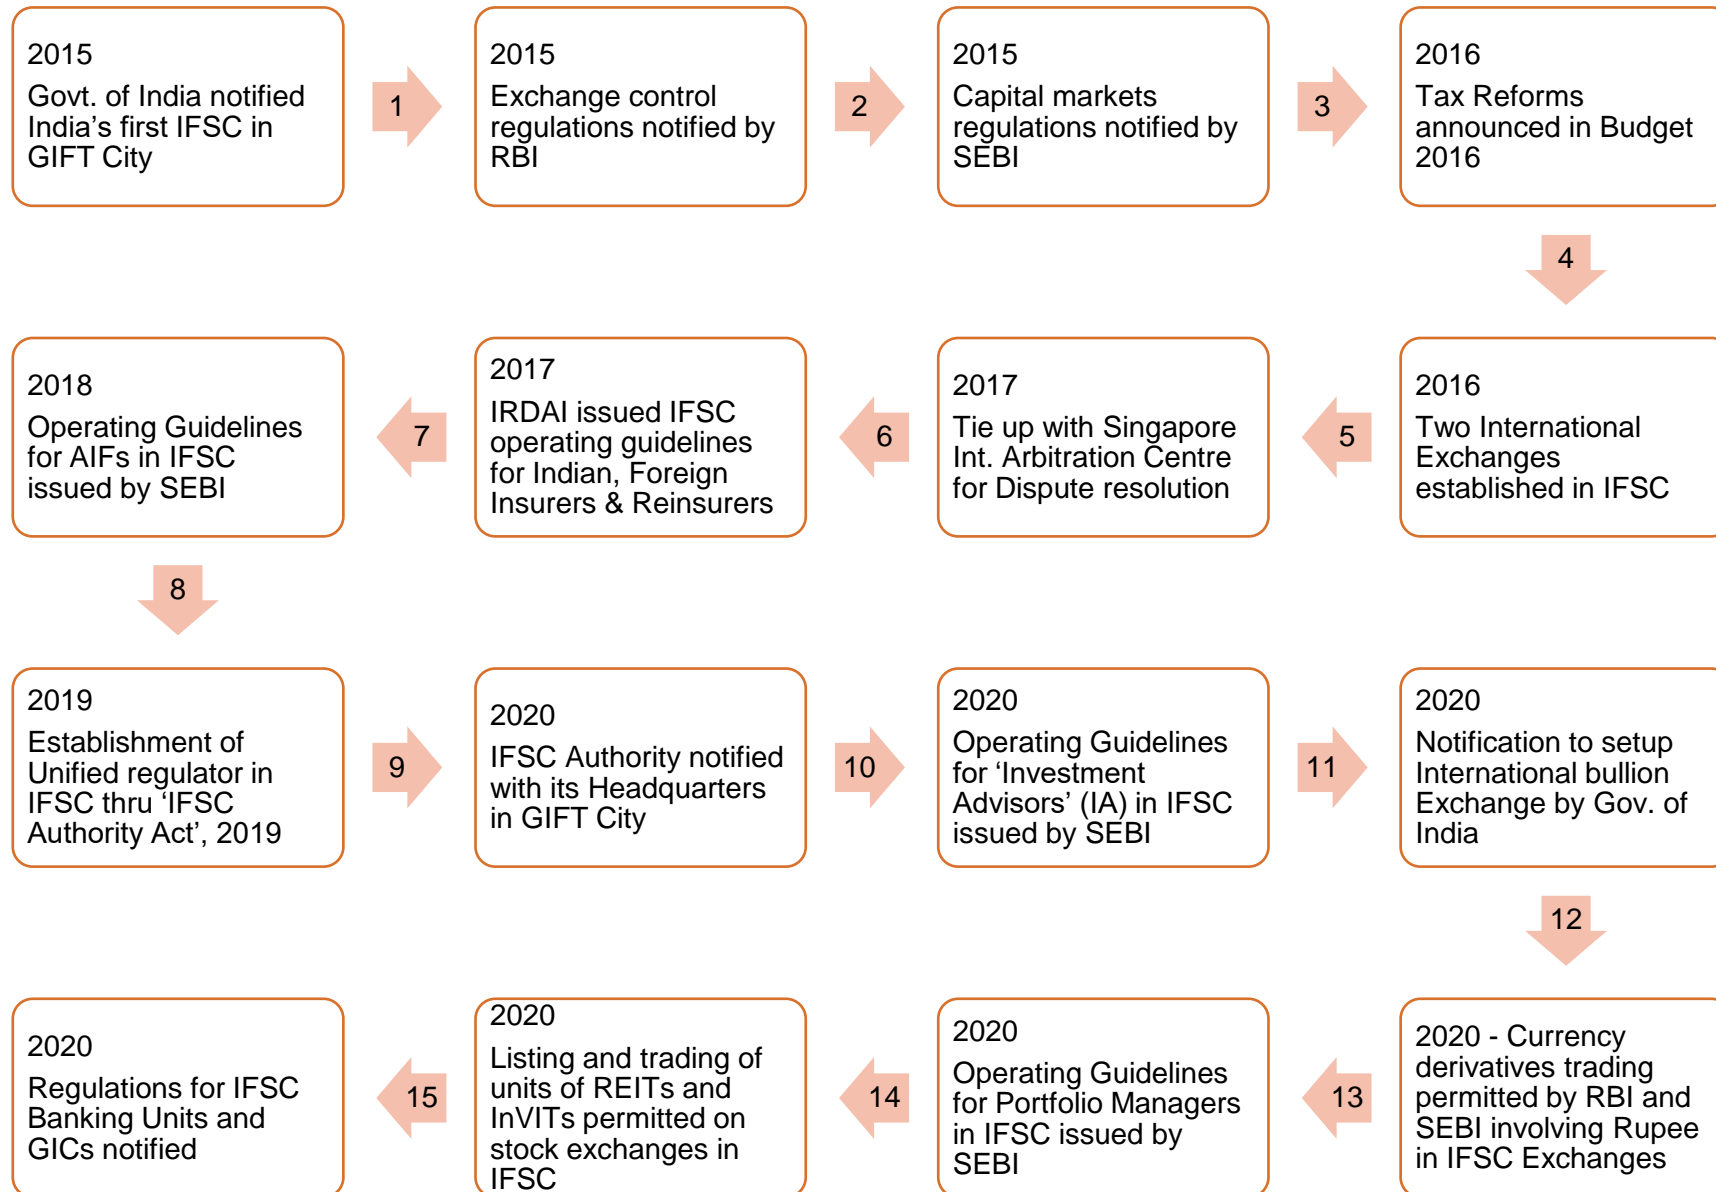 2015
Govt. of India notified
India’s first IFSC in
GIFT City
1
2015
Exchange control
regulations notified by
RBI
2
2015
Capital markets
regulations notified by
SEBI
3
2016
Tax Reforms
announced in Budget
2016
4
2016
Two International
Exchanges
established in IFSC
5
2017
Tie up with Singapore
Int. Arbitration Centre
for Dispute resolution
6
2017
IRDAI issued IFSC
operating guidelines
for Indian, Foreign
Insurers & Reinsurers
7
2018
Operating Guidelines
for AIFs in IFSC
issued by SEBI
8
2019
Establishment of
Unified regulator in
IFSC thru ‘IFSC
Authority Act’, 2019
9
2020
IFSC Authority notified
with its Headquarters
in GIFT City
10
2020
Operating Guidelines
for ‘Investment
Advisors’ (IA) in IFSC
issued by SEBI
11
2020
Notification to setup
International bullion
Exchange by Gov. of
India
12
2020 - Currency
derivatives trading
permitted by RBI and
SEBI involving Rupee
in IFSC Exchanges
13
2020
Operating Guidelines
for Portfolio Managers
in IFSC issued by
SEBI
14
2020
Listing and trading of
units of REITs and
InVITs permitted on
stock exchanges in
IFSC
15
2020
Regulations for IFSC
Banking Units and
GICs notified